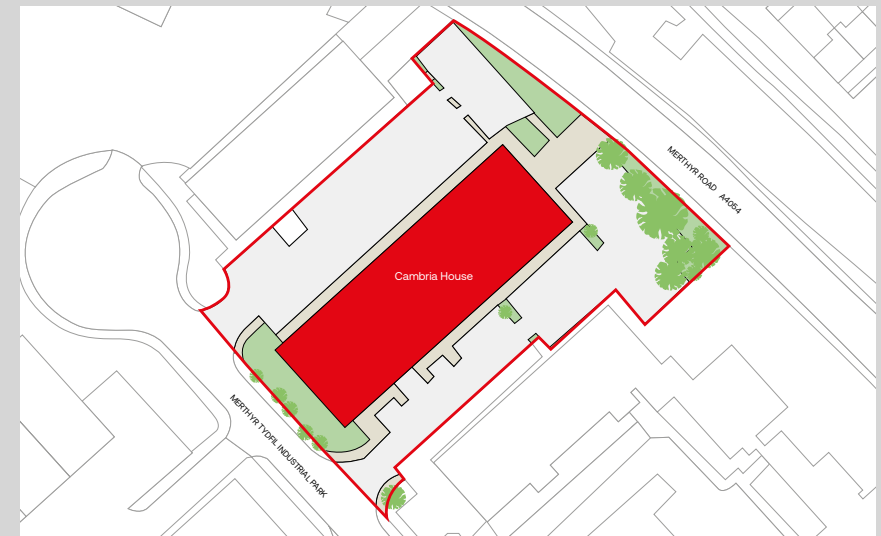 MERTHYR ROAD A4054
Cambria House
MERTHYR TYDFIL INDUSTRIAL PARK